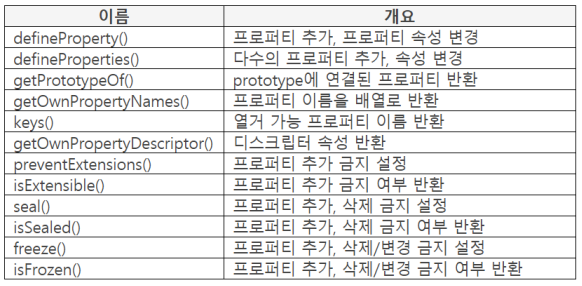 이름 개요
defineProperty() 프로퍼티 추가, 프로퍼티 속성 변경
defineProperties() 다수의 프로퍼티 추가, 속성 변경
getPrototypeOf() prototype에 연결된 프로퍼티 반환
getOwnPropertyNames() 프로퍼티 이름을 배열로 반환
keys() 열거 가능 프로퍼티 이름 반환
getOwnPropertyDescriptor() 디스크립터 속성 반환
preventExtensions() 프로퍼티 추가 금지 설정
isExtensible() 프로퍼티 추가 금지 여부 반환
seal() 프로퍼티 추가, 삭제 금지 설정
isSealed() 프로퍼티 추가, 삭제 금지 여부 반환
freeze() 프로퍼티 추가, 삭제/변경 금지 설정
isFrozen() 프로퍼티 추가, 삭제/변경 금지 여부 반환